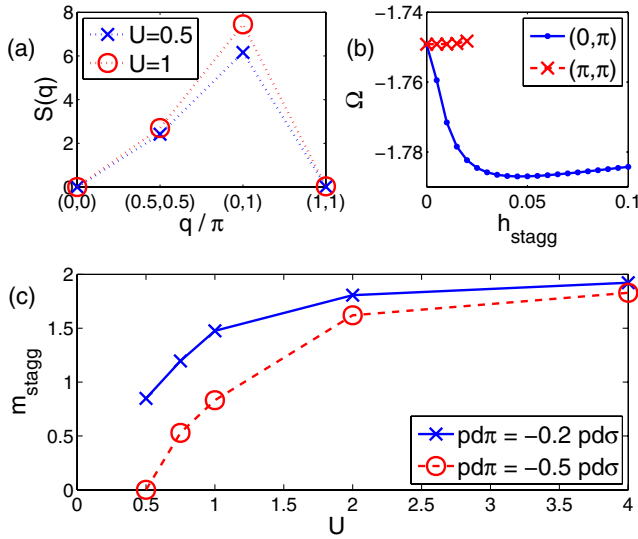 (a)
S(q)
8
6
4
2
0
U=0.5
U=1
(0,0)
(0.5,0.5)
(0,1)
(1,1)
q / π
(b)
Ω
−1.74
−1.76
−1.78
(0,π)
(π,π)
0
0.05
0.1
h_stagg
(c)
m_stagg
2
1.5
1
0.5
0
pdπ = −0.2 pdσ
pdπ = −0.5 pdσ
0
0.5
1
1.5
2
2.5
3
3.5
4
U